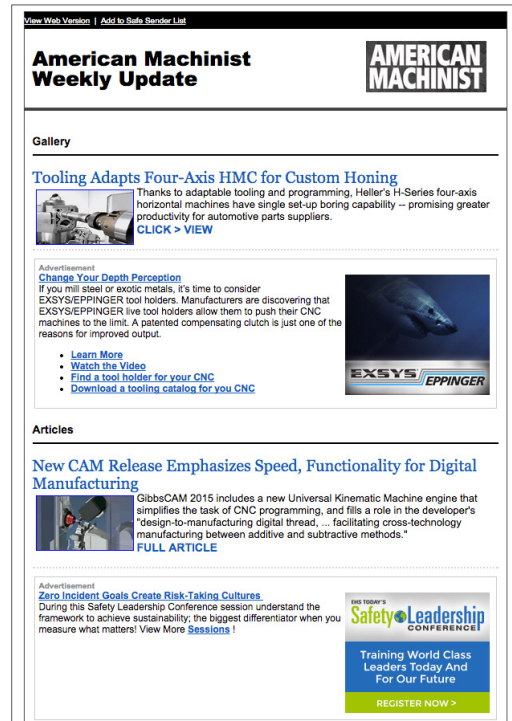 View Web Version | Add to Safe Sender List
American Machinist
Weekly Update
AMERICAN
MACHINIST
Gallery
Tooling Adapts Four-Axis HMC for Custom Honing
Thanks to adaptable tooling and programming, Heller's H-Series four-axis
horizontal machines have single set-up boring capability -- promising greater
productivity for automotive parts suppliers.
CLICK > VIEW
Advertisement
Change Your Depth Perception
If you mill steel or exotic metals, it's time to consider
EXSYS/EPPINGER tool holders. Manufacturers are discovering that
EXSYS/EPPINGER live tool holders allow them to push their CNC
machines to the limit. A patented compensating clutch is just one of the
reasons for improved output.
• Learn More
• Watch the Video
• Find a tool holder for your CNC
• Download a tooling catalog for you CNC
EXSYS
EPPINGER
Articles
New CAM Release Emphasizes Speed, Functionality for Digital
Manufacturing
GibbsCAM 2015 includes a new Universal Kinematic Machine engine that
simplifies the task of CNC programming, and fills a role in the developer's
"design-to-manufacturing digital thread, ... facilitating cross-technology
manufacturing between additive and subtractive methods."
FULL ARTICLE
Advertisement
Zero Incident Goals Create Risk-Taking Cultures
During this Safety Leadership Conference session understand the
framework to achieve sustainability; the biggest differentiator when you
measure what matters! View More Sessions !
EHS TODAY'S
Safety Leadership
CONFERENCE
Training World Class
Leaders Today And
For Our Future
REGISTER NOW >